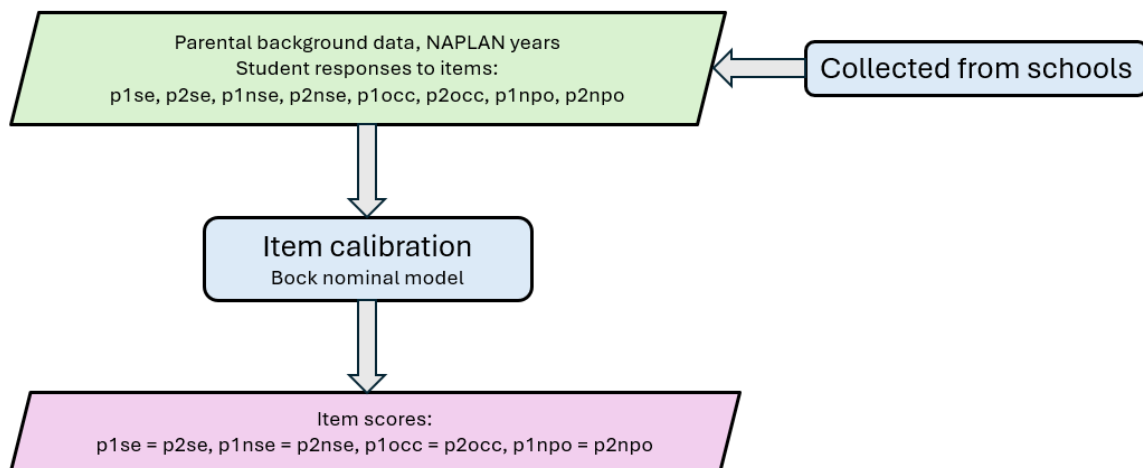 Parental background data, NAPLAN years
Student responses to items:
p1se, p2se, p1nse, p2nse, p1occ, p2occ, p1npo, p2npo
Collected from schools
Item calibration
Bock nominal model
Item scores:
p1se = p2se, p1nse = p2nse, p1occ = p2occ, p1npo = p2npo